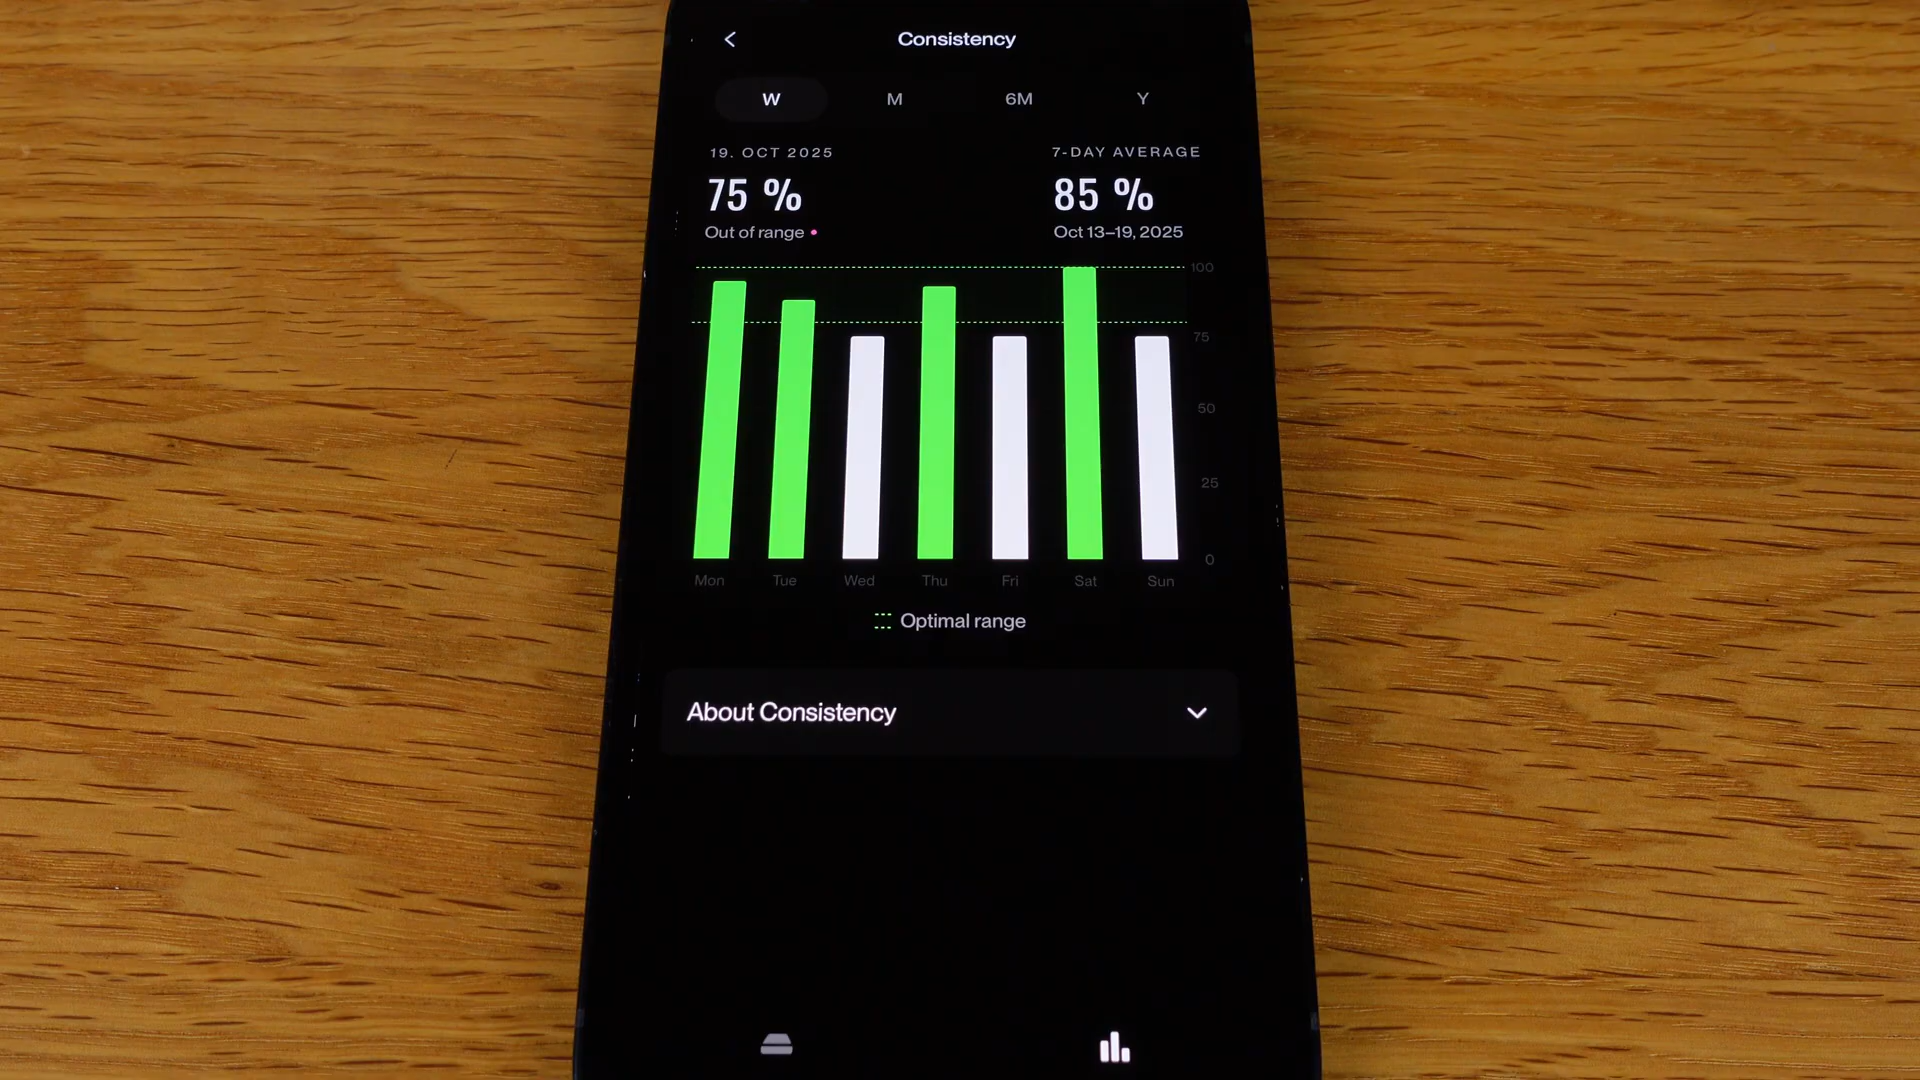 Consistency
W M 6M Y
19. OCT 2025 7-DAY AVERAGE
75 % 85 %
Out of range Oct 13–19, 2025
100
75
50
25
0
Mon Tue Wed Thu Fri Sat Sun
Optimal range
About Consistency